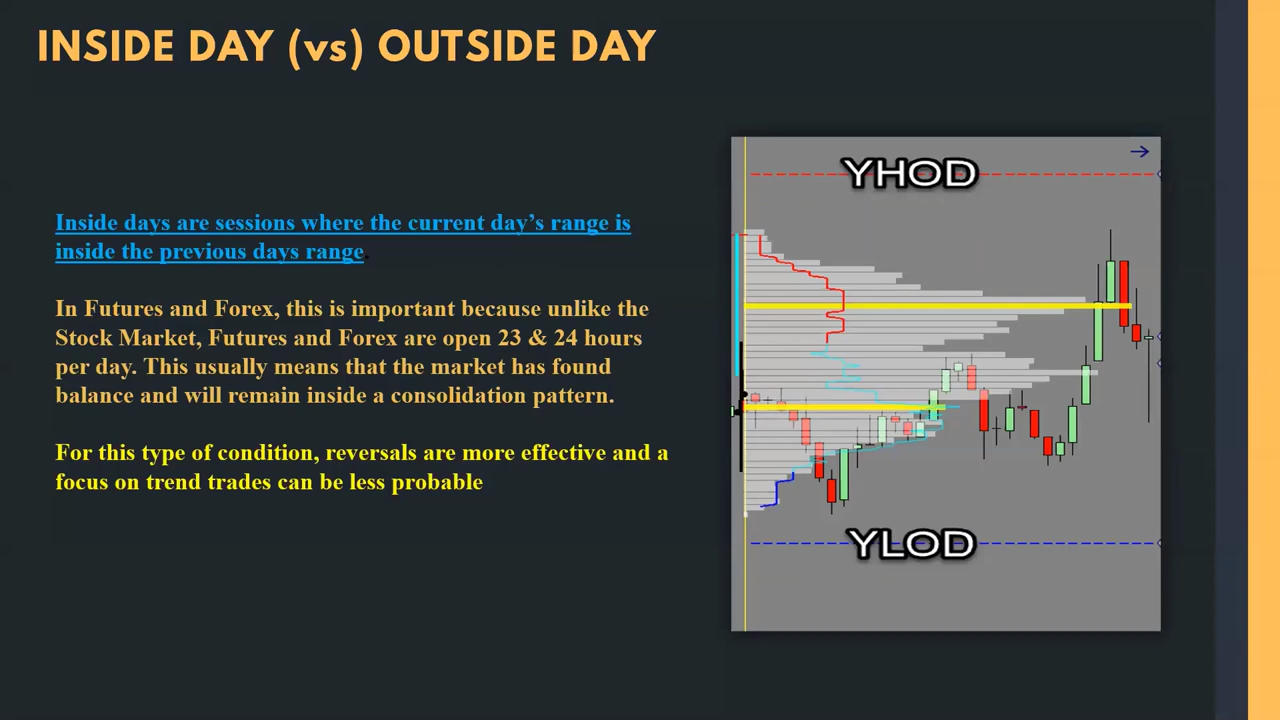 INSIDE DAY (vs) OUTSIDE DAY
Inside days are sessions where the current day’s range is
inside the previous days range.
In Futures and Forex, this is important because unlike the
Stock Market, Futures and Forex are open 23 & 24 hours
per day. This usually means that the market has found
balance and will remain inside a consolidation pattern.
For this type of condition, reversals are more effective and a
focus on trend trades can be less probable
YHOD
YLOD